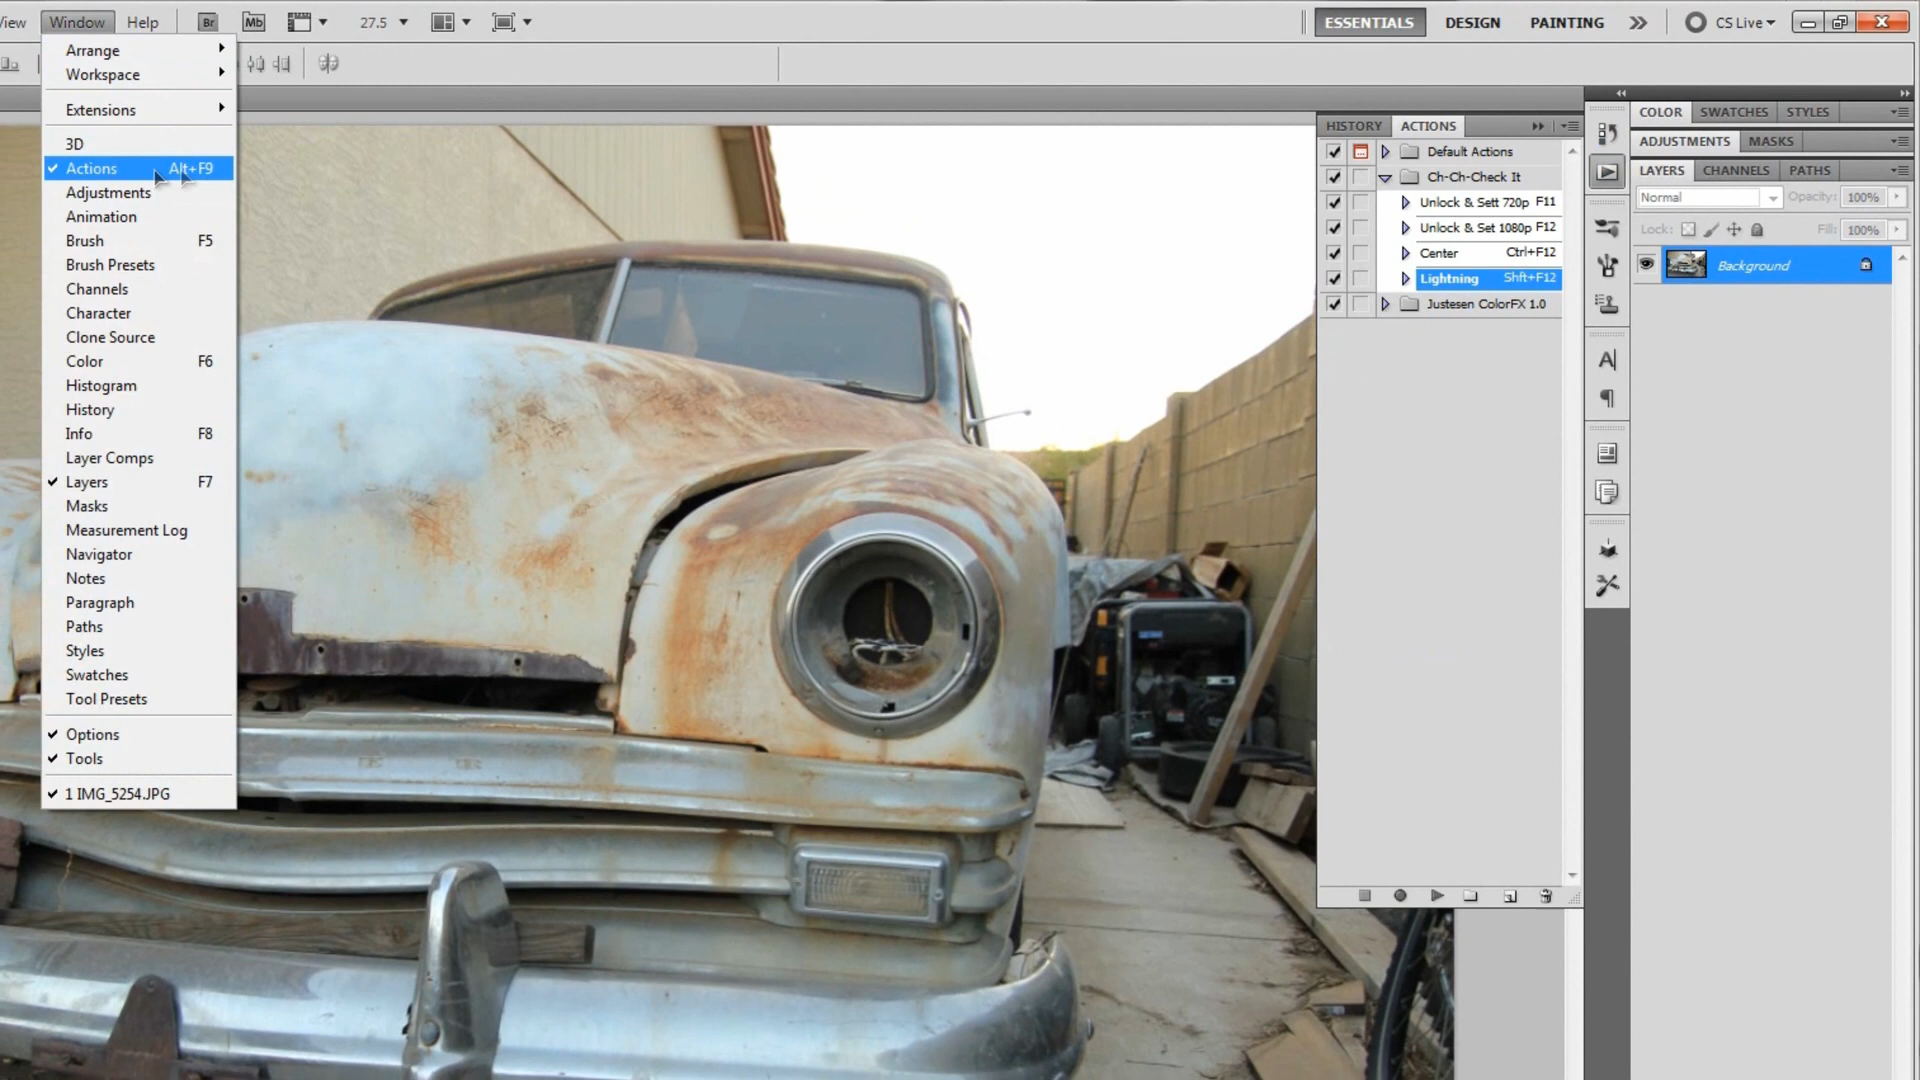 View Window Help Br Mb 27.5 ESSENTIALS DESIGN PAINTING CS Live
Arrange
Workspace
Extensions
3D
Actions Alt+F9
Adjustments
Animation
Brush F5
Brush Presets
Channels
Character
Clone Source
Color F6
Histogram
History
Info F8
Layer Comps
Layers F7
Masks
Measurement Log
Navigator
Notes
Paragraph
Paths
Styles
Swatches
Tool Presets
Options
Tools
1 IMG_5254.JPG
HISTORY ACTIONS
Default Actions
Ch-Ch-Check It
Unlock & Sett 720p F11
Unlock & Set 1080p F12
Center Ctrl+F12
Lightning Shft+F12
Justesen ColorFX 1.0
COLOR SWATCHES STYLES
ADJUSTMENTS MASKS
LAYERS CHANNELS PATHS
Normal Opacity: 100%
Lock: Fill: 100%
Background